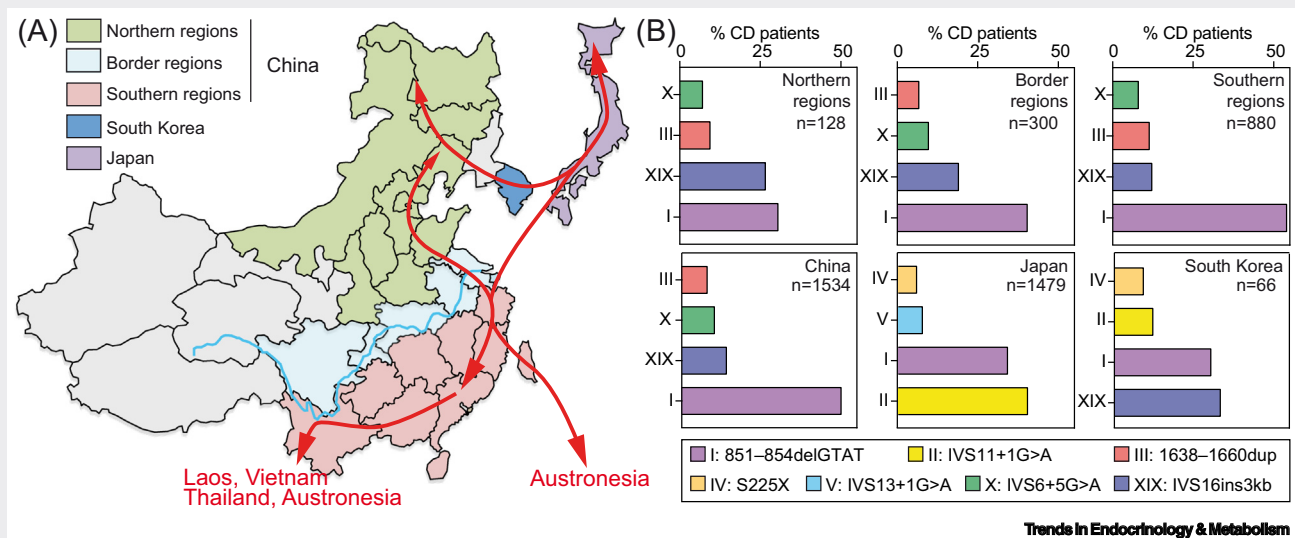 (A)
Northern regions
Border regions
Southern regions
China
South Korea
Japan
Laos, Vietnam
Thailand, Austronesia
Austronesia
(B)
% CD patients
0 25 50
Northern
regions
n=128
X
III
XIX
I
% CD patients
0 25 50
Border
regions
n=300
III
X
XIX
I
% CD patients
0 25 50
Southern
regions
n=880
X
III
XIX
I
China
n=1534
III
X
XIX
I
Japan
n=1479
IV
V
I
II
South Korea
n=66
IV
II
I
XIX
I: 851–854delGTAT II: IVS11+1G>A III: 1638–1660dup
IV: S225X V: IVS13+1G>A X: IVS6+5G>A XIX: IVS16ins3kb
Trends in Endocrinology & Metabolism